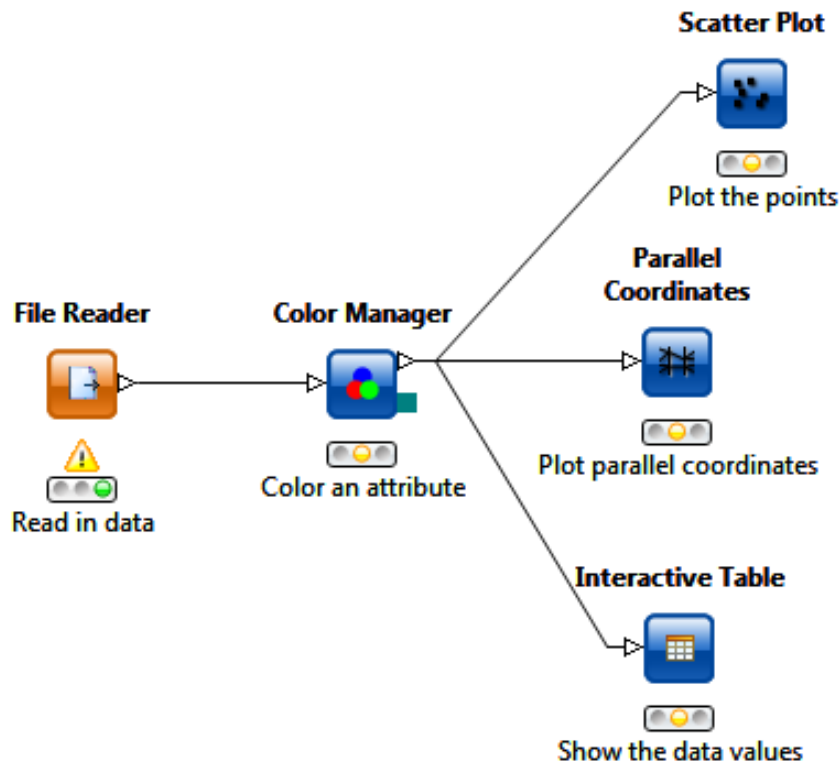 Scatter Plot
Plot the points
Parallel
Coordinates
Plot parallel coordinates
File Reader
Read in data
Color Manager
Color an attribute
Interactive Table
Show the data values